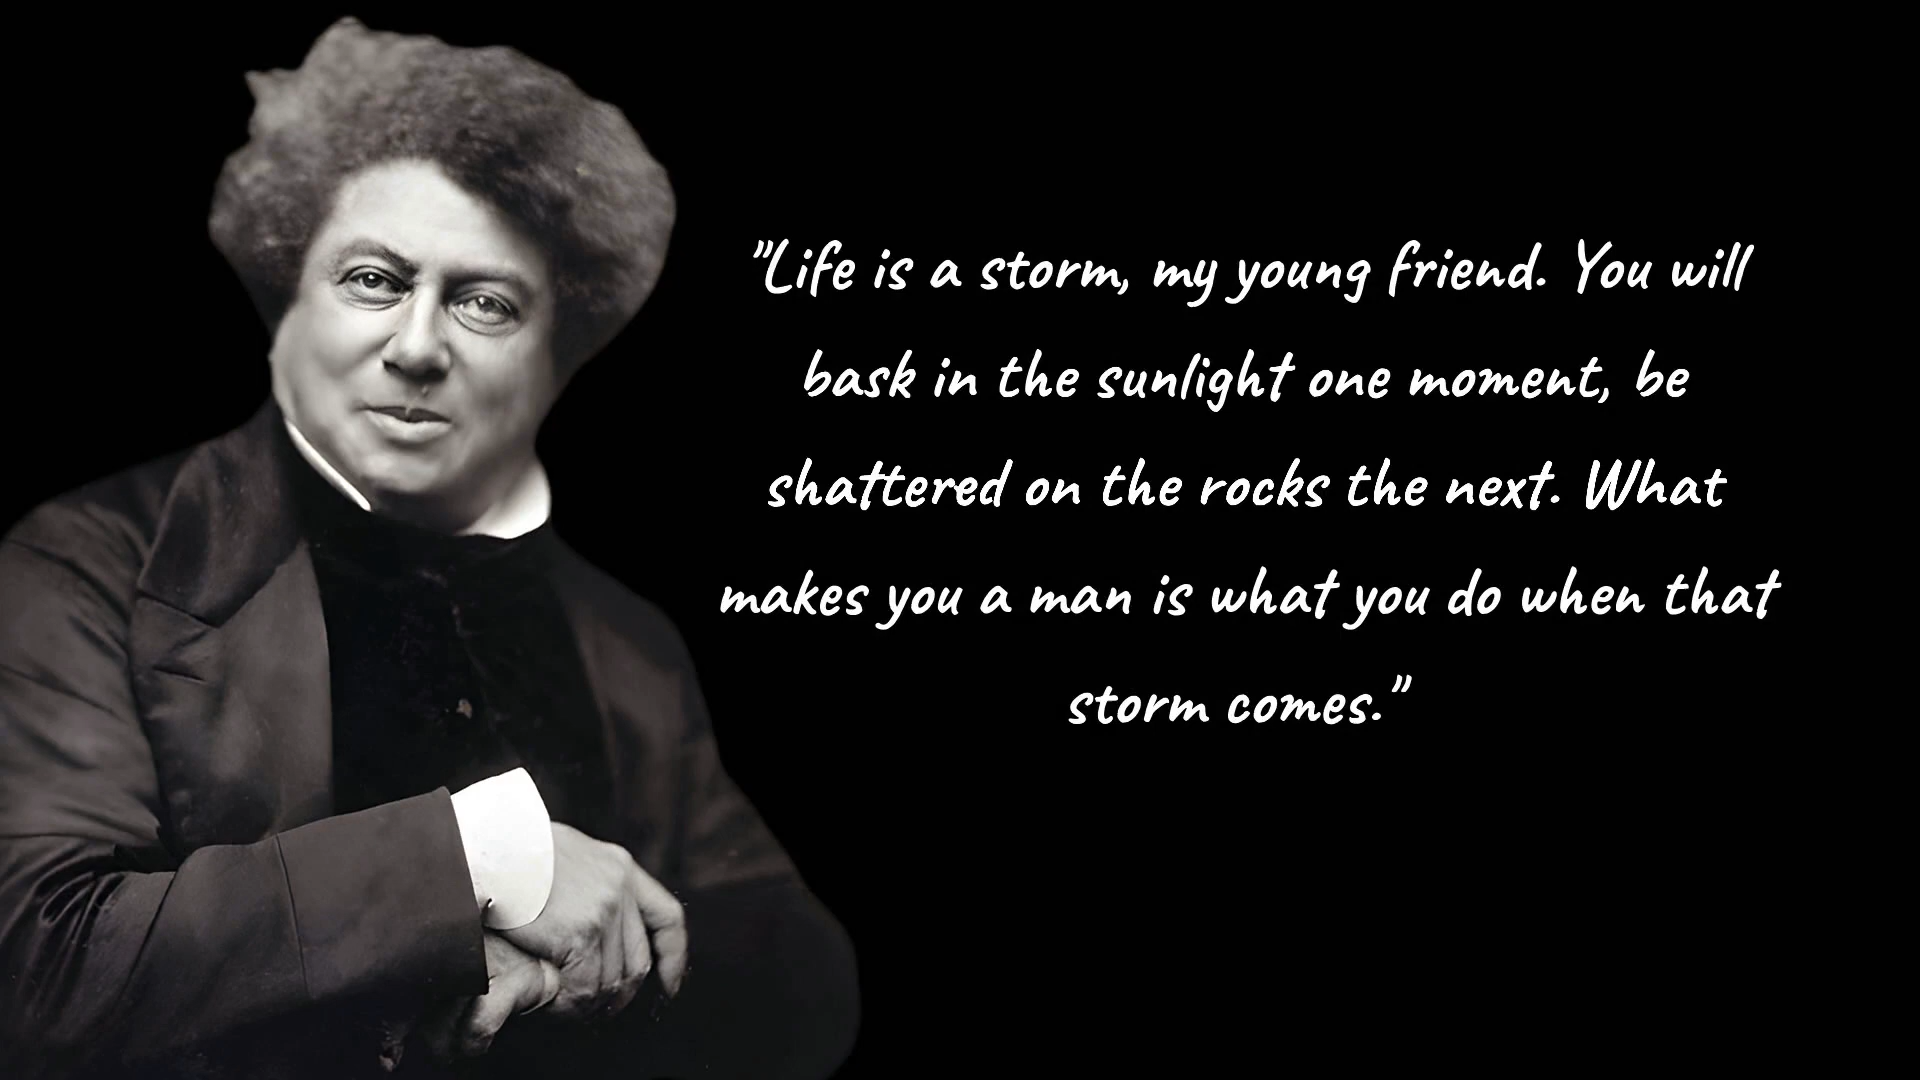 "Life is a storm, my young friend. You will
bask in the sunlight one moment, be
shattered on the rocks the next. What
makes you a man is what you do when that
storm comes."